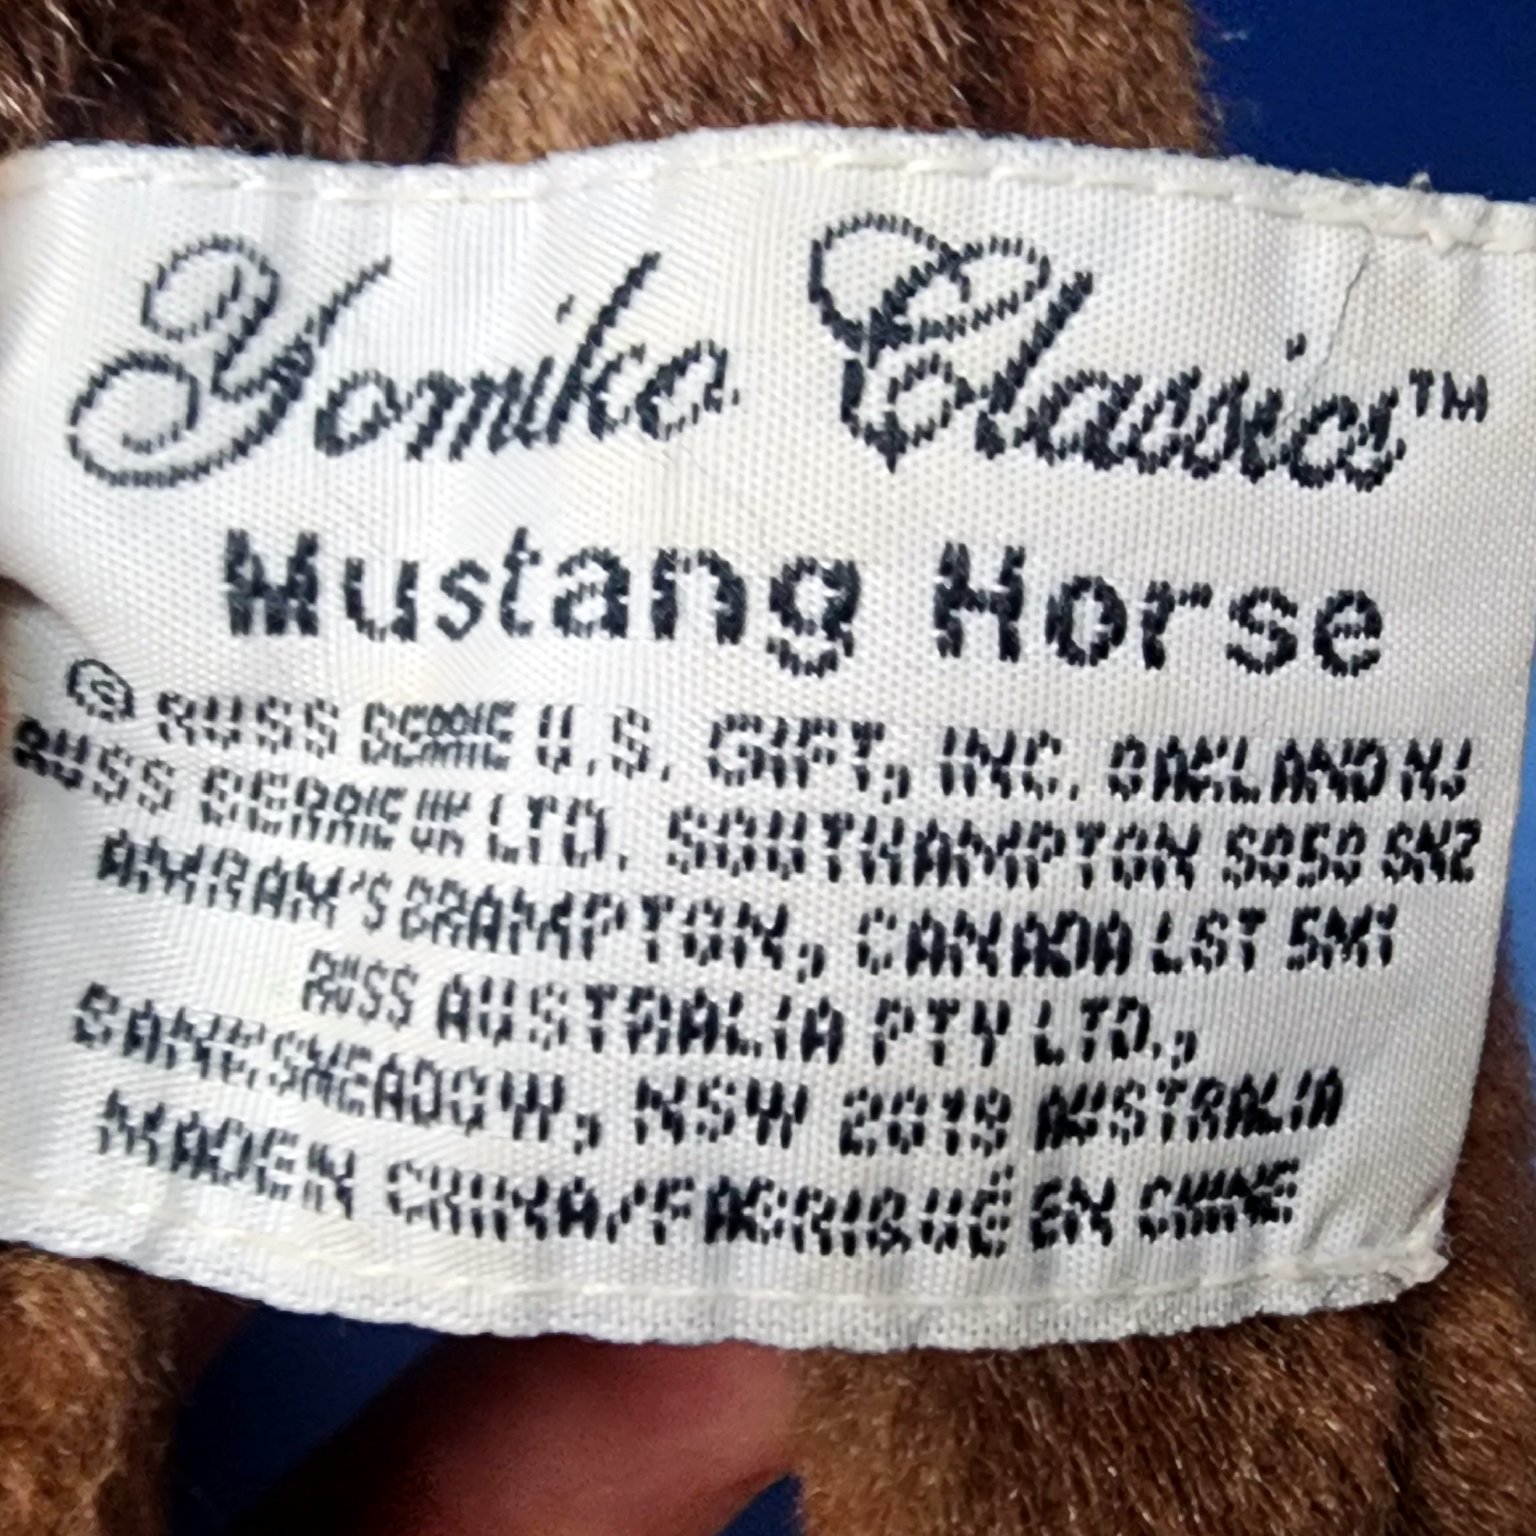 Yomiko Classics™
Mustang Horse
© RUSS BERRIE U.S. GIFT, INC. OAKLAND NJ
RUSS BERRIE UK LTD. SOUTHAMPTON SO50 SNZ
AMRAM'S BRAMPTON, CANADA L6T 5M1
RUSS AUSTRALIA PTY LTD.,
BANKSMEADOW, NSW 2019 AUSTRALIA
MADE IN CHINA/FABRIQUÉ EN CHINE